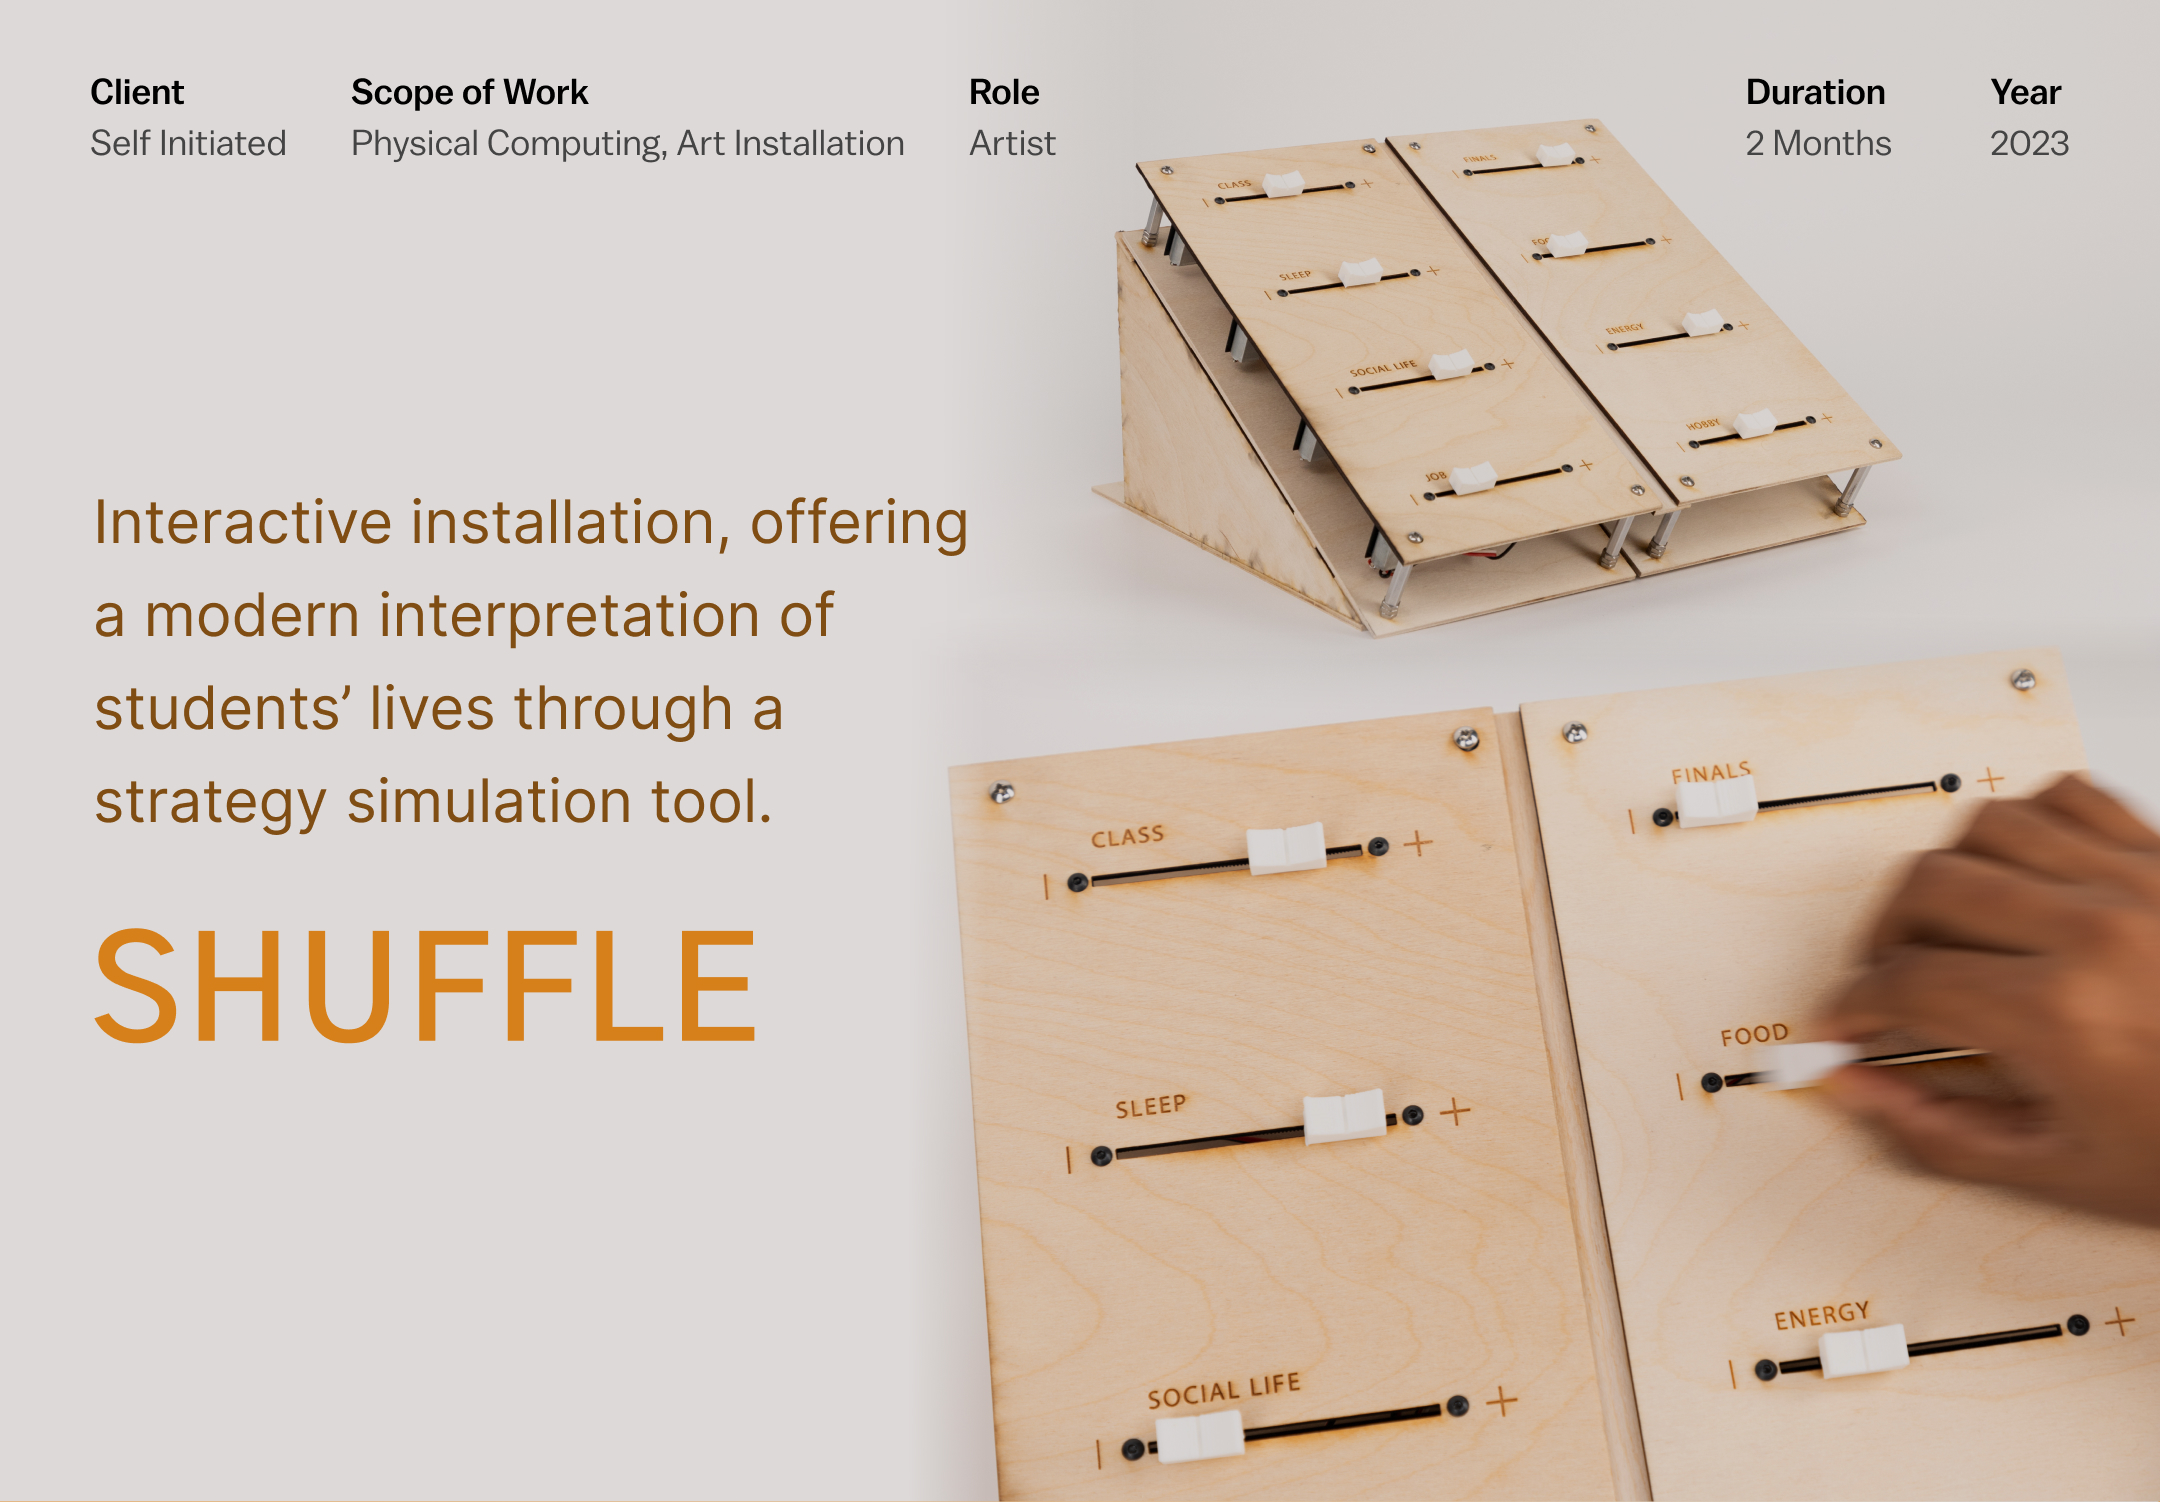 Client
Self Initiated
Scope of Work
Physical Computing, Art Installation
Role
Artist
Duration
2 Months
Year
2023
Interactive installation, offering
a modern interpretation of
students’ lives through a
strategy simulation tool.
SHUFFLE
CLASS
| +
SLEEP
| +
SOCIAL LIFE
| +
JOB
| +
FINALS
| +
| +
ENERGY
| +
HOBBY
| +
CLASS
| +
SLEEP
| +
SOCIAL LIFE
| +
FINALS
| +
FOOD
|
ENERGY
| +